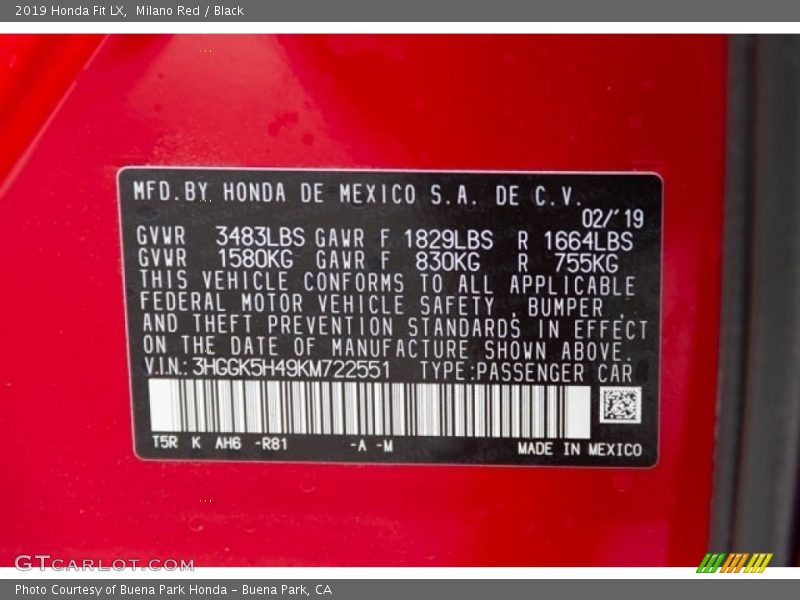 2019 Honda Fit LX,  Milano Red / Black
MFD.BY HONDA DE MEXICO S.A. DE C.V.
02/'19
GVWR 3483LBS GAWR F 1829LBS R 1664LBS
GVWR 1580KG GAWR F 830KG R 755KG
THIS VEHICLE CONFORMS TO ALL APPLICABLE
FEDERAL MOTOR VEHICLE SAFETY , BUMPER ,
AND THEFT PREVENTION STANDARDS IN EFFECT
ON THE DATE OF MANUFACTURE SHOWN ABOVE.
V.I.N.: 3HGGK5H49KM722551 TYPE:PASSENGER CAR
T5R K AH6 -R81 -A -M MADE IN MEXICO
GTCARLOT.COM
Photo Courtesy of Buena Park Honda – Buena Park, CA